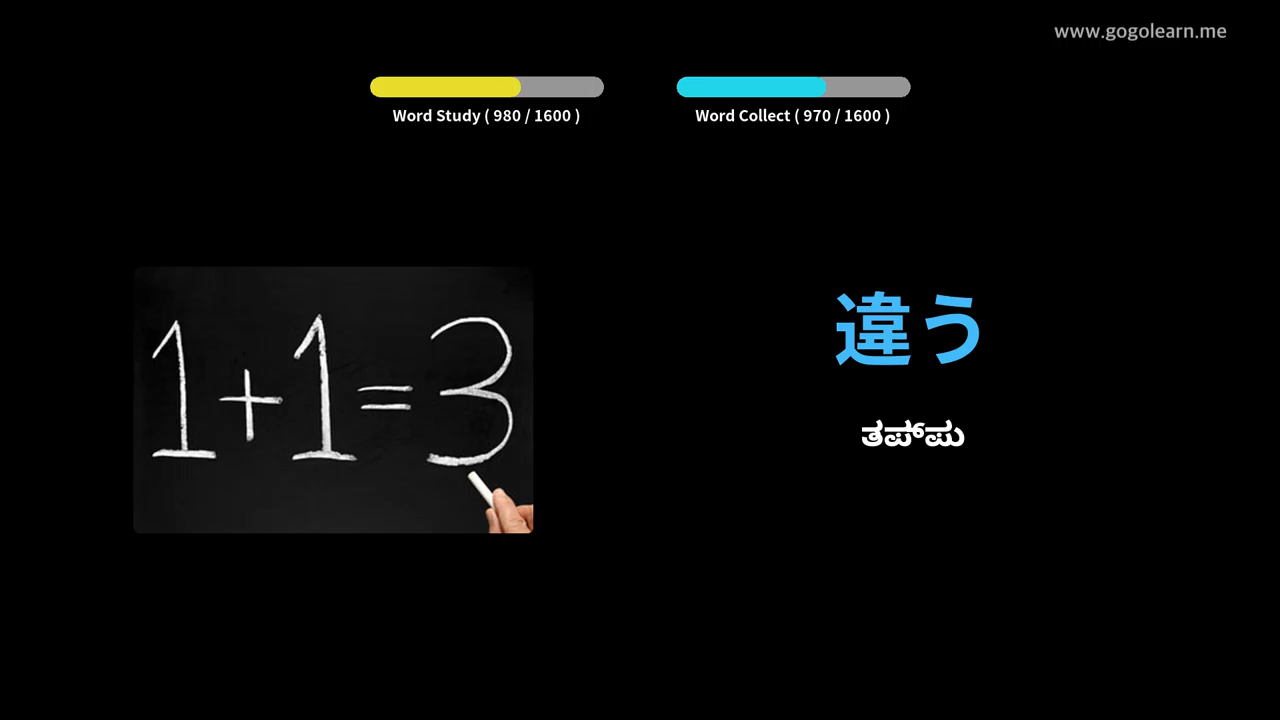 www.gogolearn.me
Word Study ( 980 / 1600 )
Word Collect ( 970 / 1600 )
1+1=3
違う
ತಪ್‌ಪು